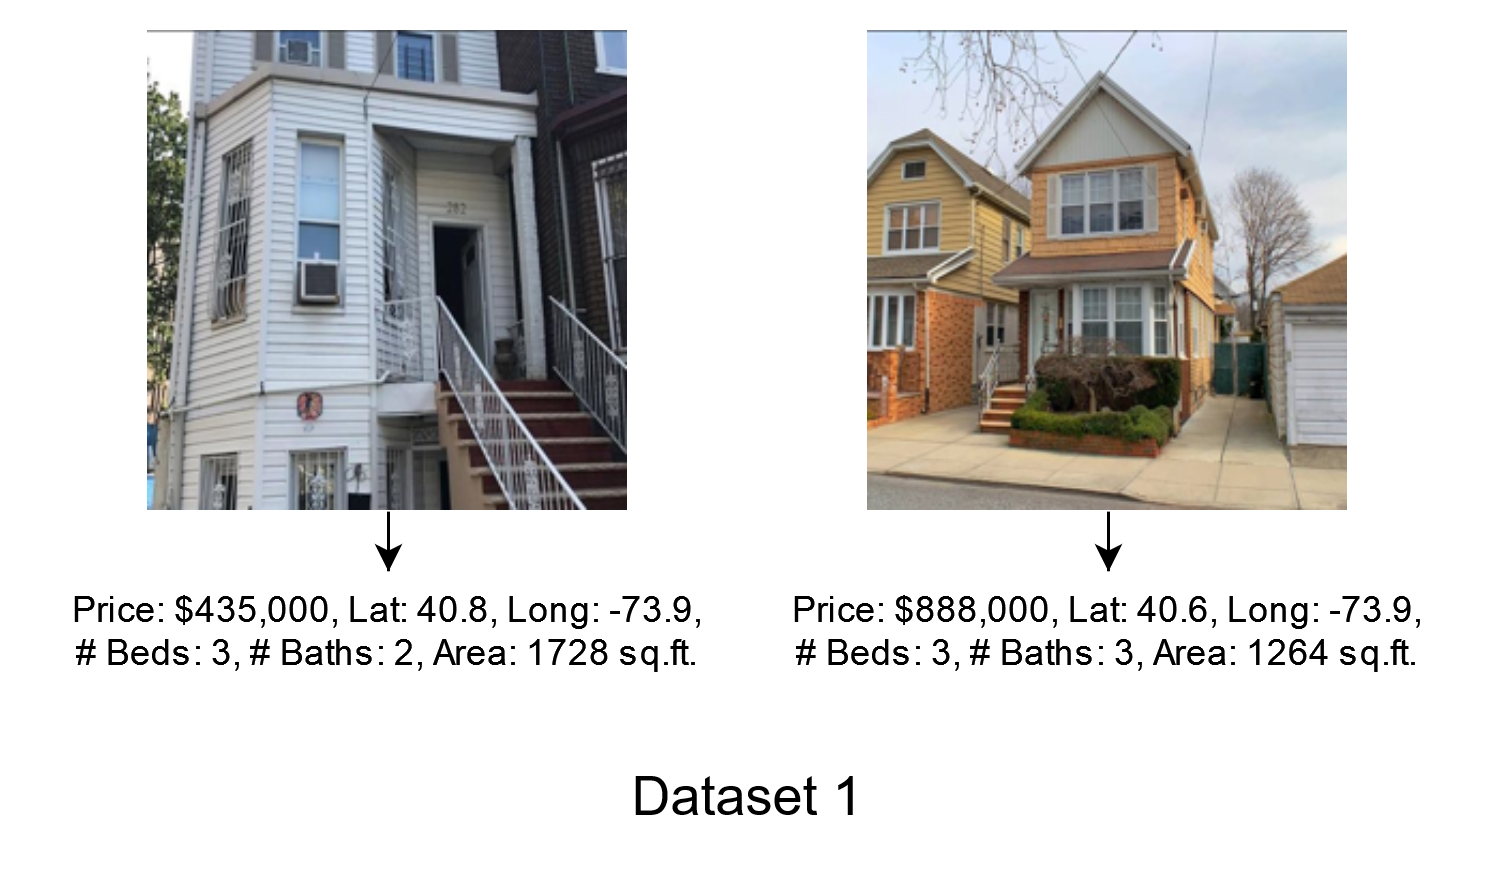 282
Price: $435,000, Lat: 40.8, Long: -73.9,
# Beds: 3, # Baths: 2, Area: 1728 sq.ft.
Price: $888,000, Lat: 40.6, Long: -73.9,
# Beds: 3, # Baths: 3, Area: 1264 sq.ft.
Dataset 1